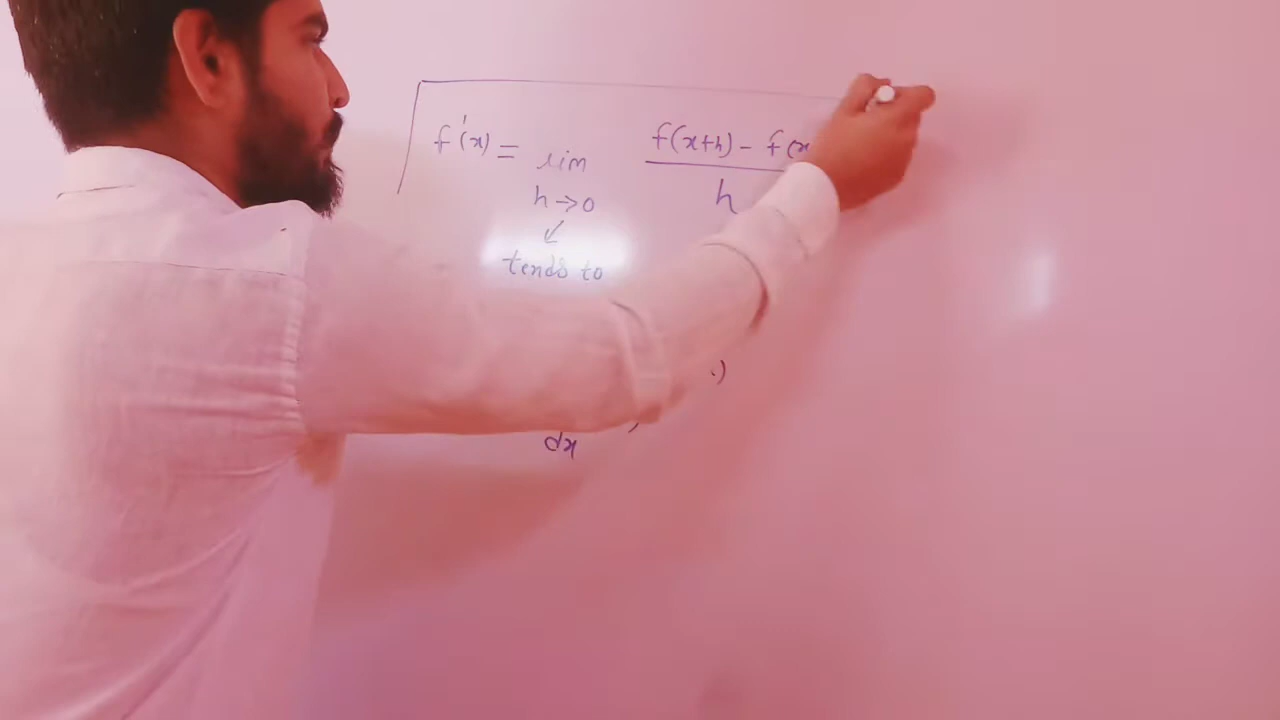 f'(x) = lim f(x+h) - f(x
h→0 h
↙
tends to
.)
dx ,